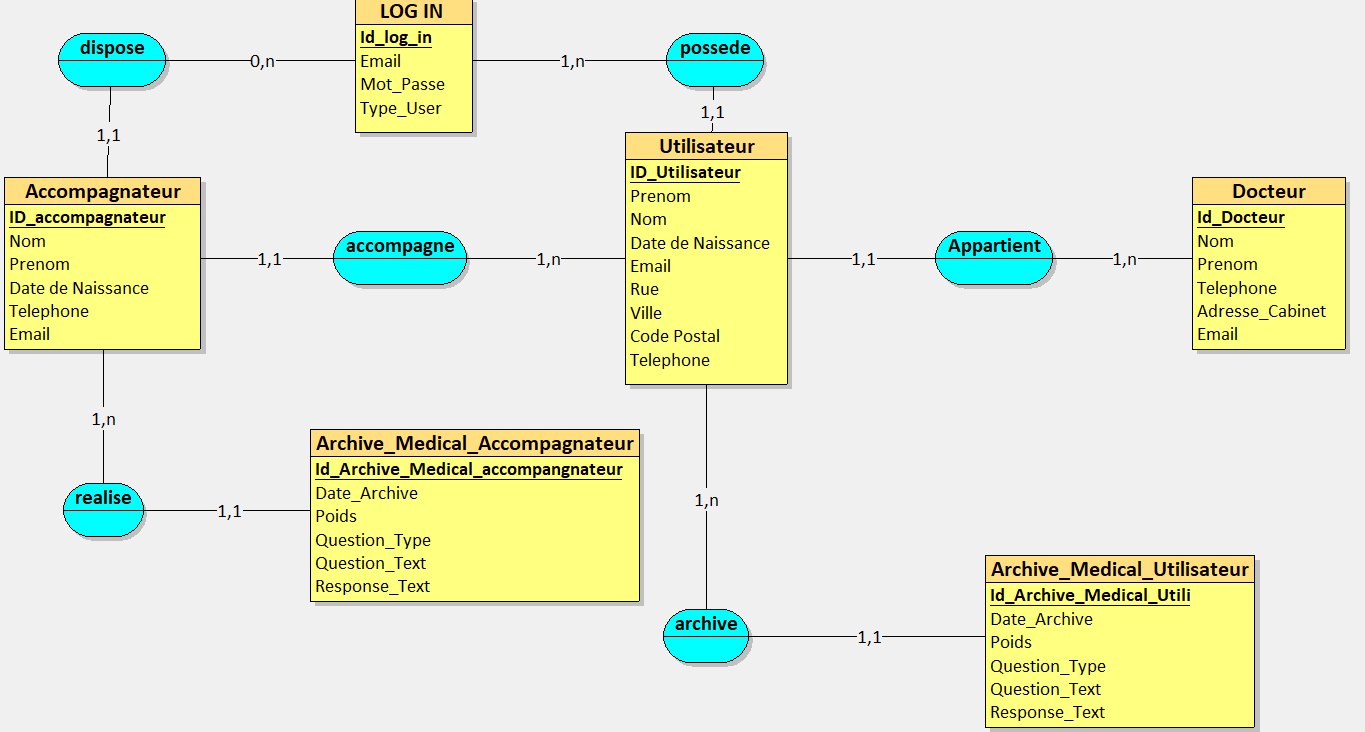 LOG IN
Id_log_in
Email
Mot_Passe
Type_User
dispose
0,n
1,n
possede
1,1
1,1
Accompagnateur
ID_accompagnateur
Nom
Prenom
Date de Naissance
Telephone
Email
1,1
accompagne
1,n
Utilisateur
ID_Utilisateur
Prenom
Nom
Date de Naissance
Email
Rue
Ville
Code Postal
Telephone
1,1
Appartient
1,n
Docteur
Id_Docteur
Nom
Prenom
Telephone
Adresse_Cabinet
Email
1,n
realise
1,1
Archive_Medical_Accompagnateur
Id_Archive_Medical_accompangnateur
Date_Archive
Poids
Question_Type
Question_Text
Response_Text
1,n
archive
1,1
Archive_Medical_Utilisateur
Id_Archive_Medical_Utili
Date_Archive
Poids
Question_Type
Question_Text
Response_Text